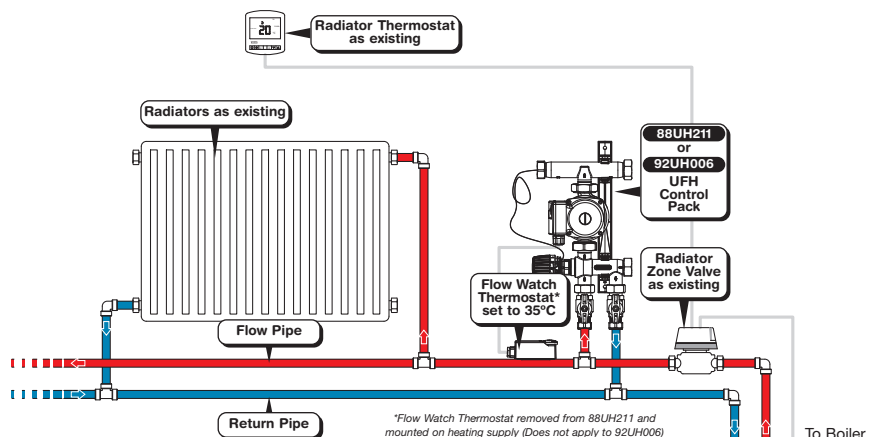 20
Radiator Thermostat
as existing
Radiators as existing
88UH211
or
92UH006
UFH
Control
Pack
Radiator
Zone Valve
as existing
Flow Watch
Thermostat*
set to 35ºC
Flow Pipe
Return Pipe
*Flow Watch Thermostat removed from 88UH211 and
mounted on heating supply (Does not apply to 92UH006)
To Boiler